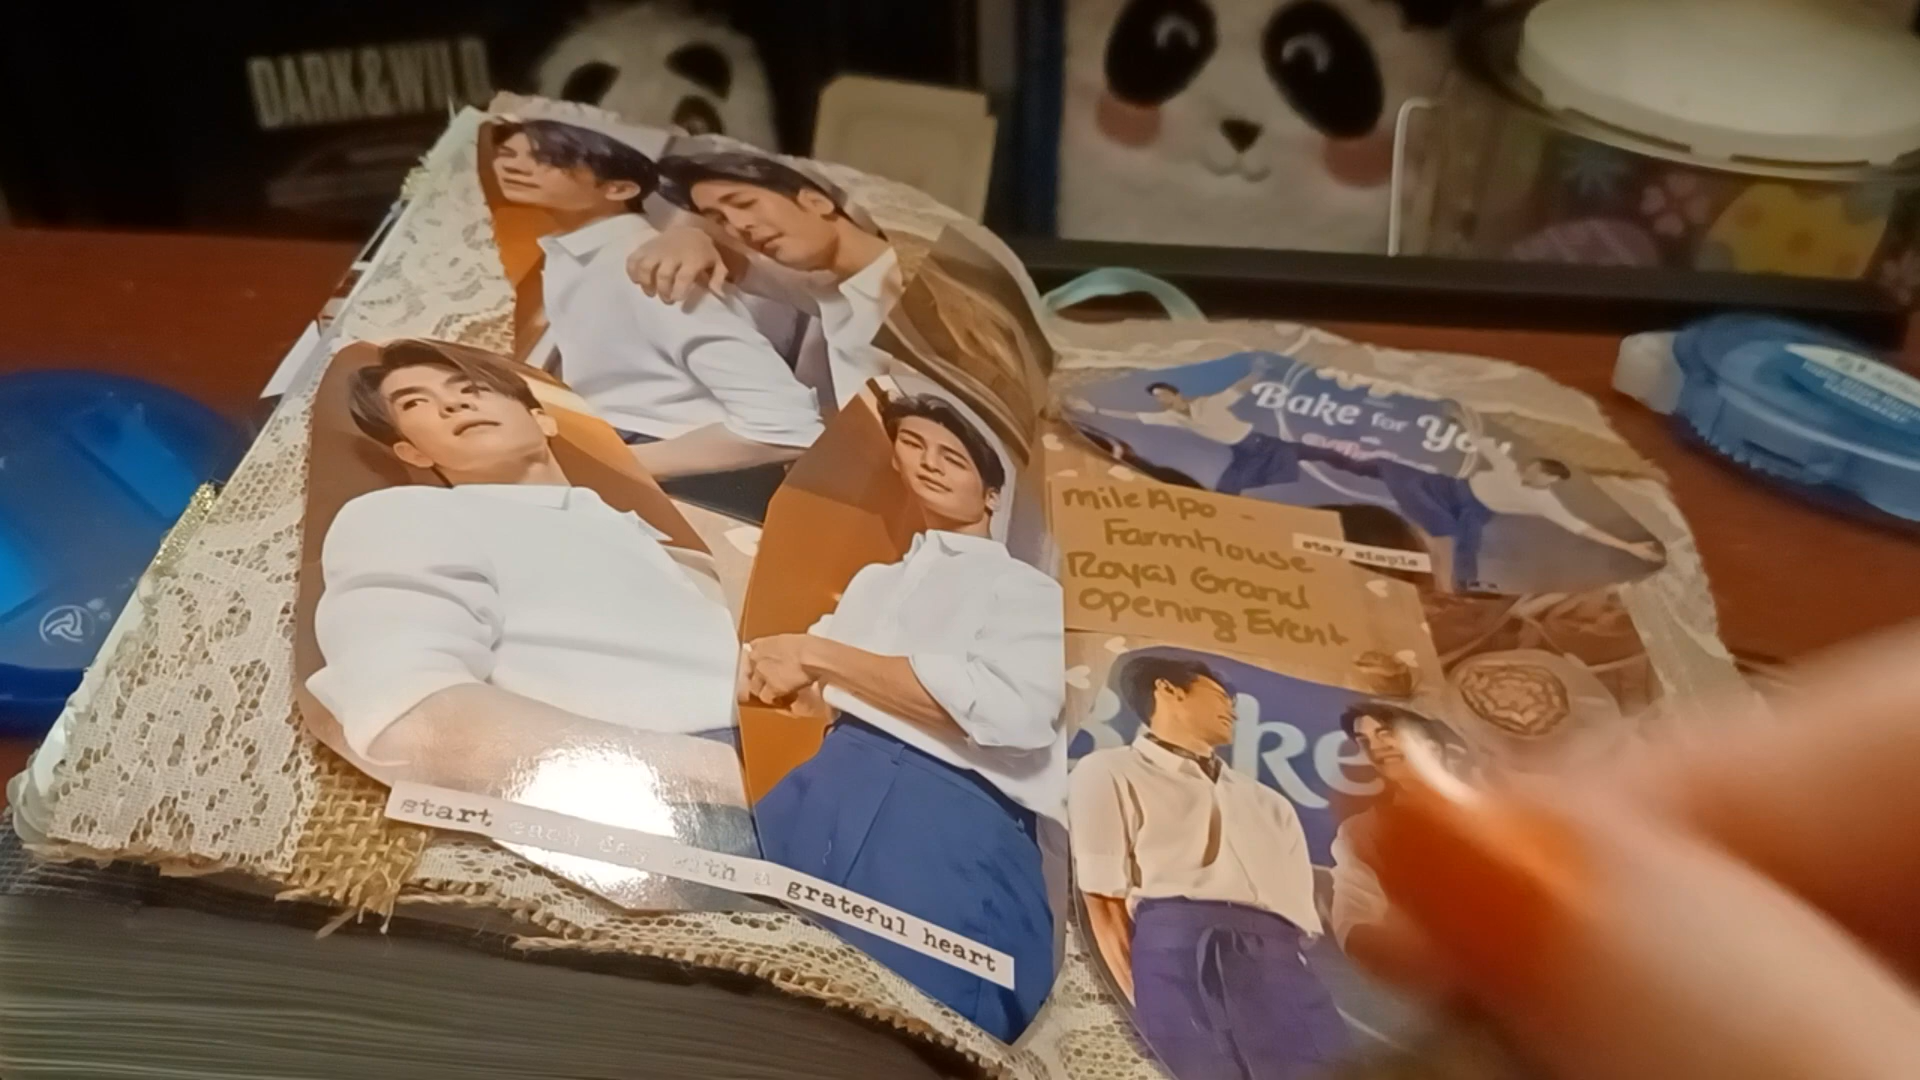 DARK&WILD
start each day with a grateful heart
Bake for You
mileApo -
Farmhouse
Royal Grand
Opening Event
stay simple
Bake